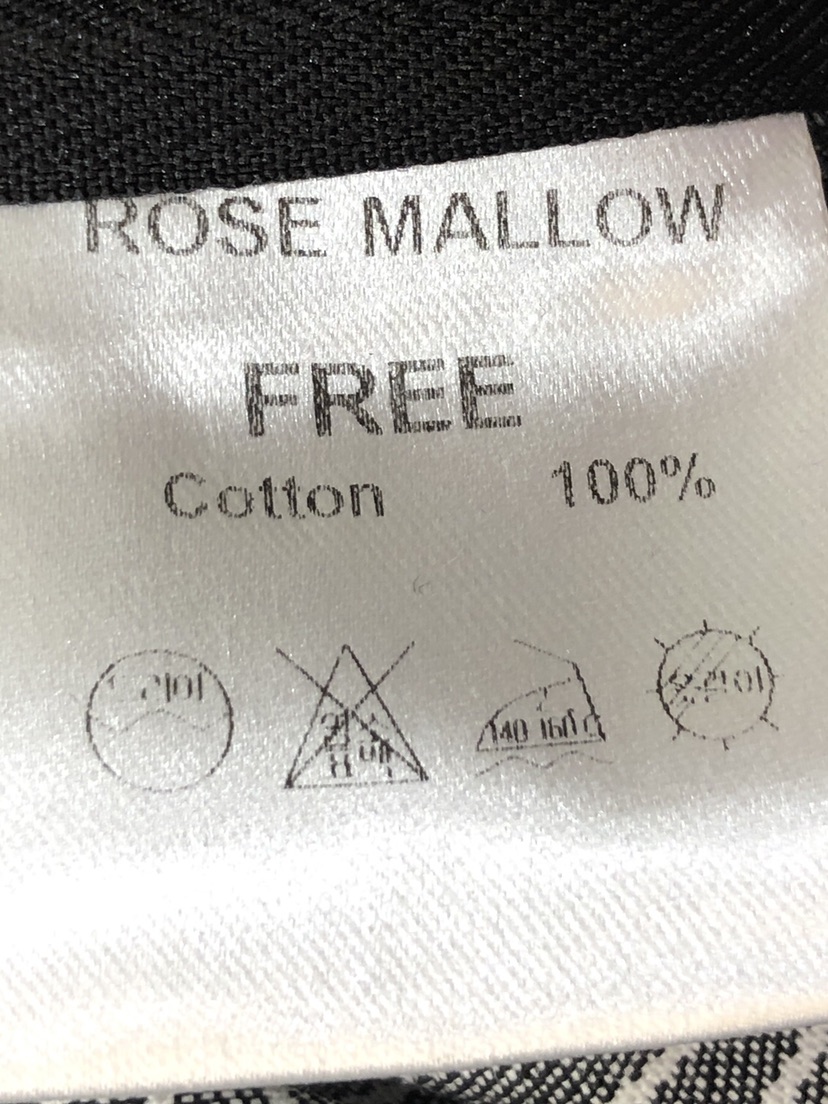 ROSE MALLOW
FREE
Cotton 100%
140 160